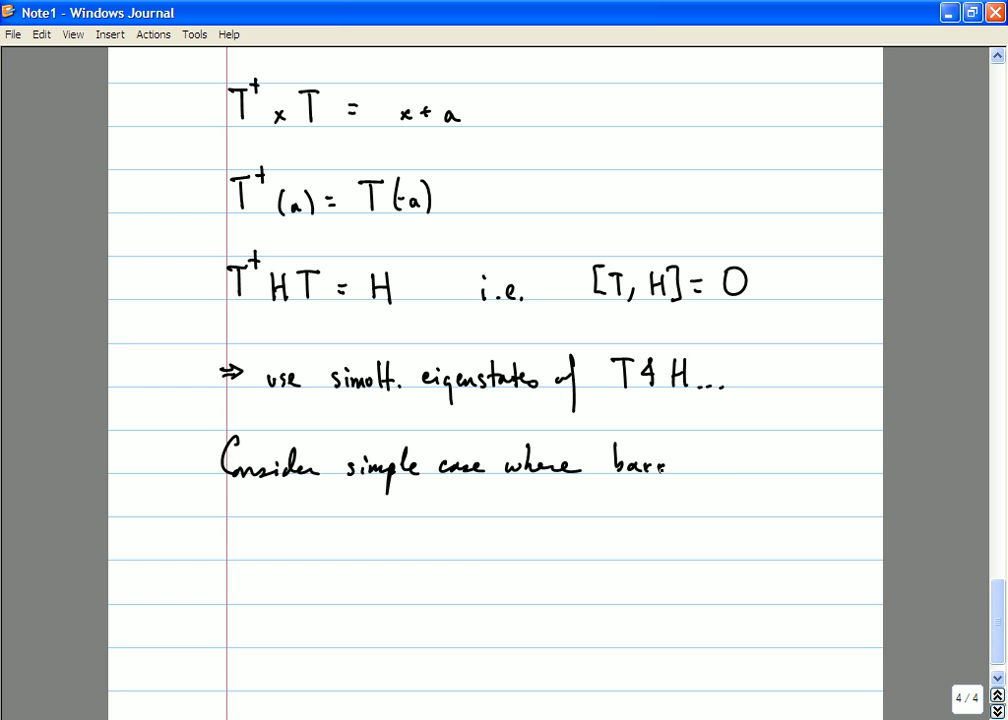 Note1 - Windows Journal
File Edit View Insert Actions Tools Help
T† x T = x + a
T†(a) = T(-a)
T† H T = H i.e. [T, H] = 0
⇒ use simult. eigenstates of T & H...
Consider simple case where barr
4 / 4